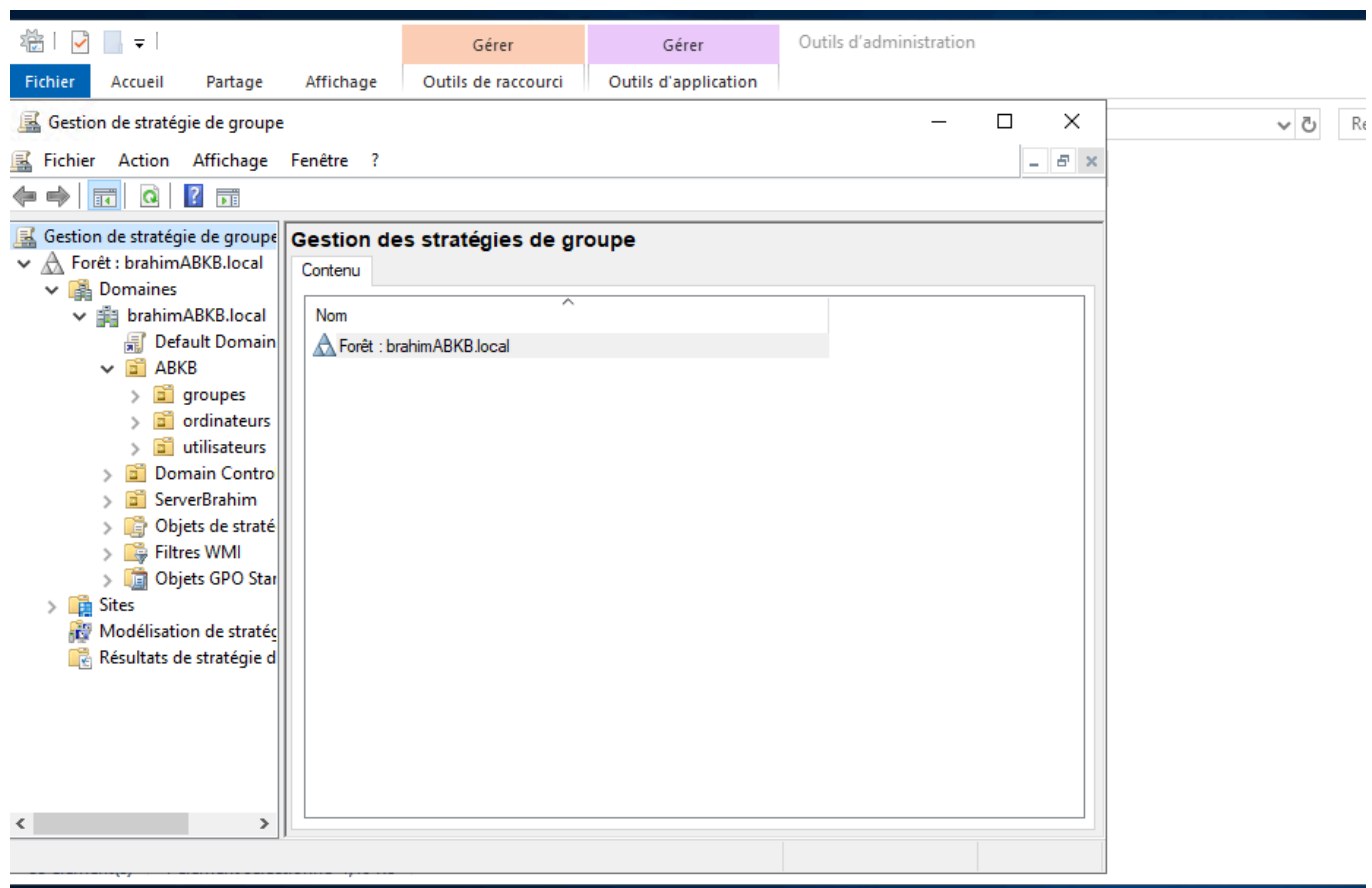 Gérer Gérer Outils d'administration
Fichier Accueil Partage Affichage Outils de raccourci Outils d'application
Gestion de stratégie de groupe
Re
Fichier Action Affichage Fenêtre ?
Gestion de stratégie de groupe
Gestion des stratégies de groupe
Forêt : brahimABKB.local
Contenu
Domaines
brahimABKB.local
Nom
Default Domain
Forêt : brahimABKB.local
ABKB
groupes
ordinateurs
utilisateurs
Domain Contro
ServerBrahim
Objets de straté
Filtres WMI
Objets GPO Star
Sites
Modélisation de stratég
Résultats de stratégie d